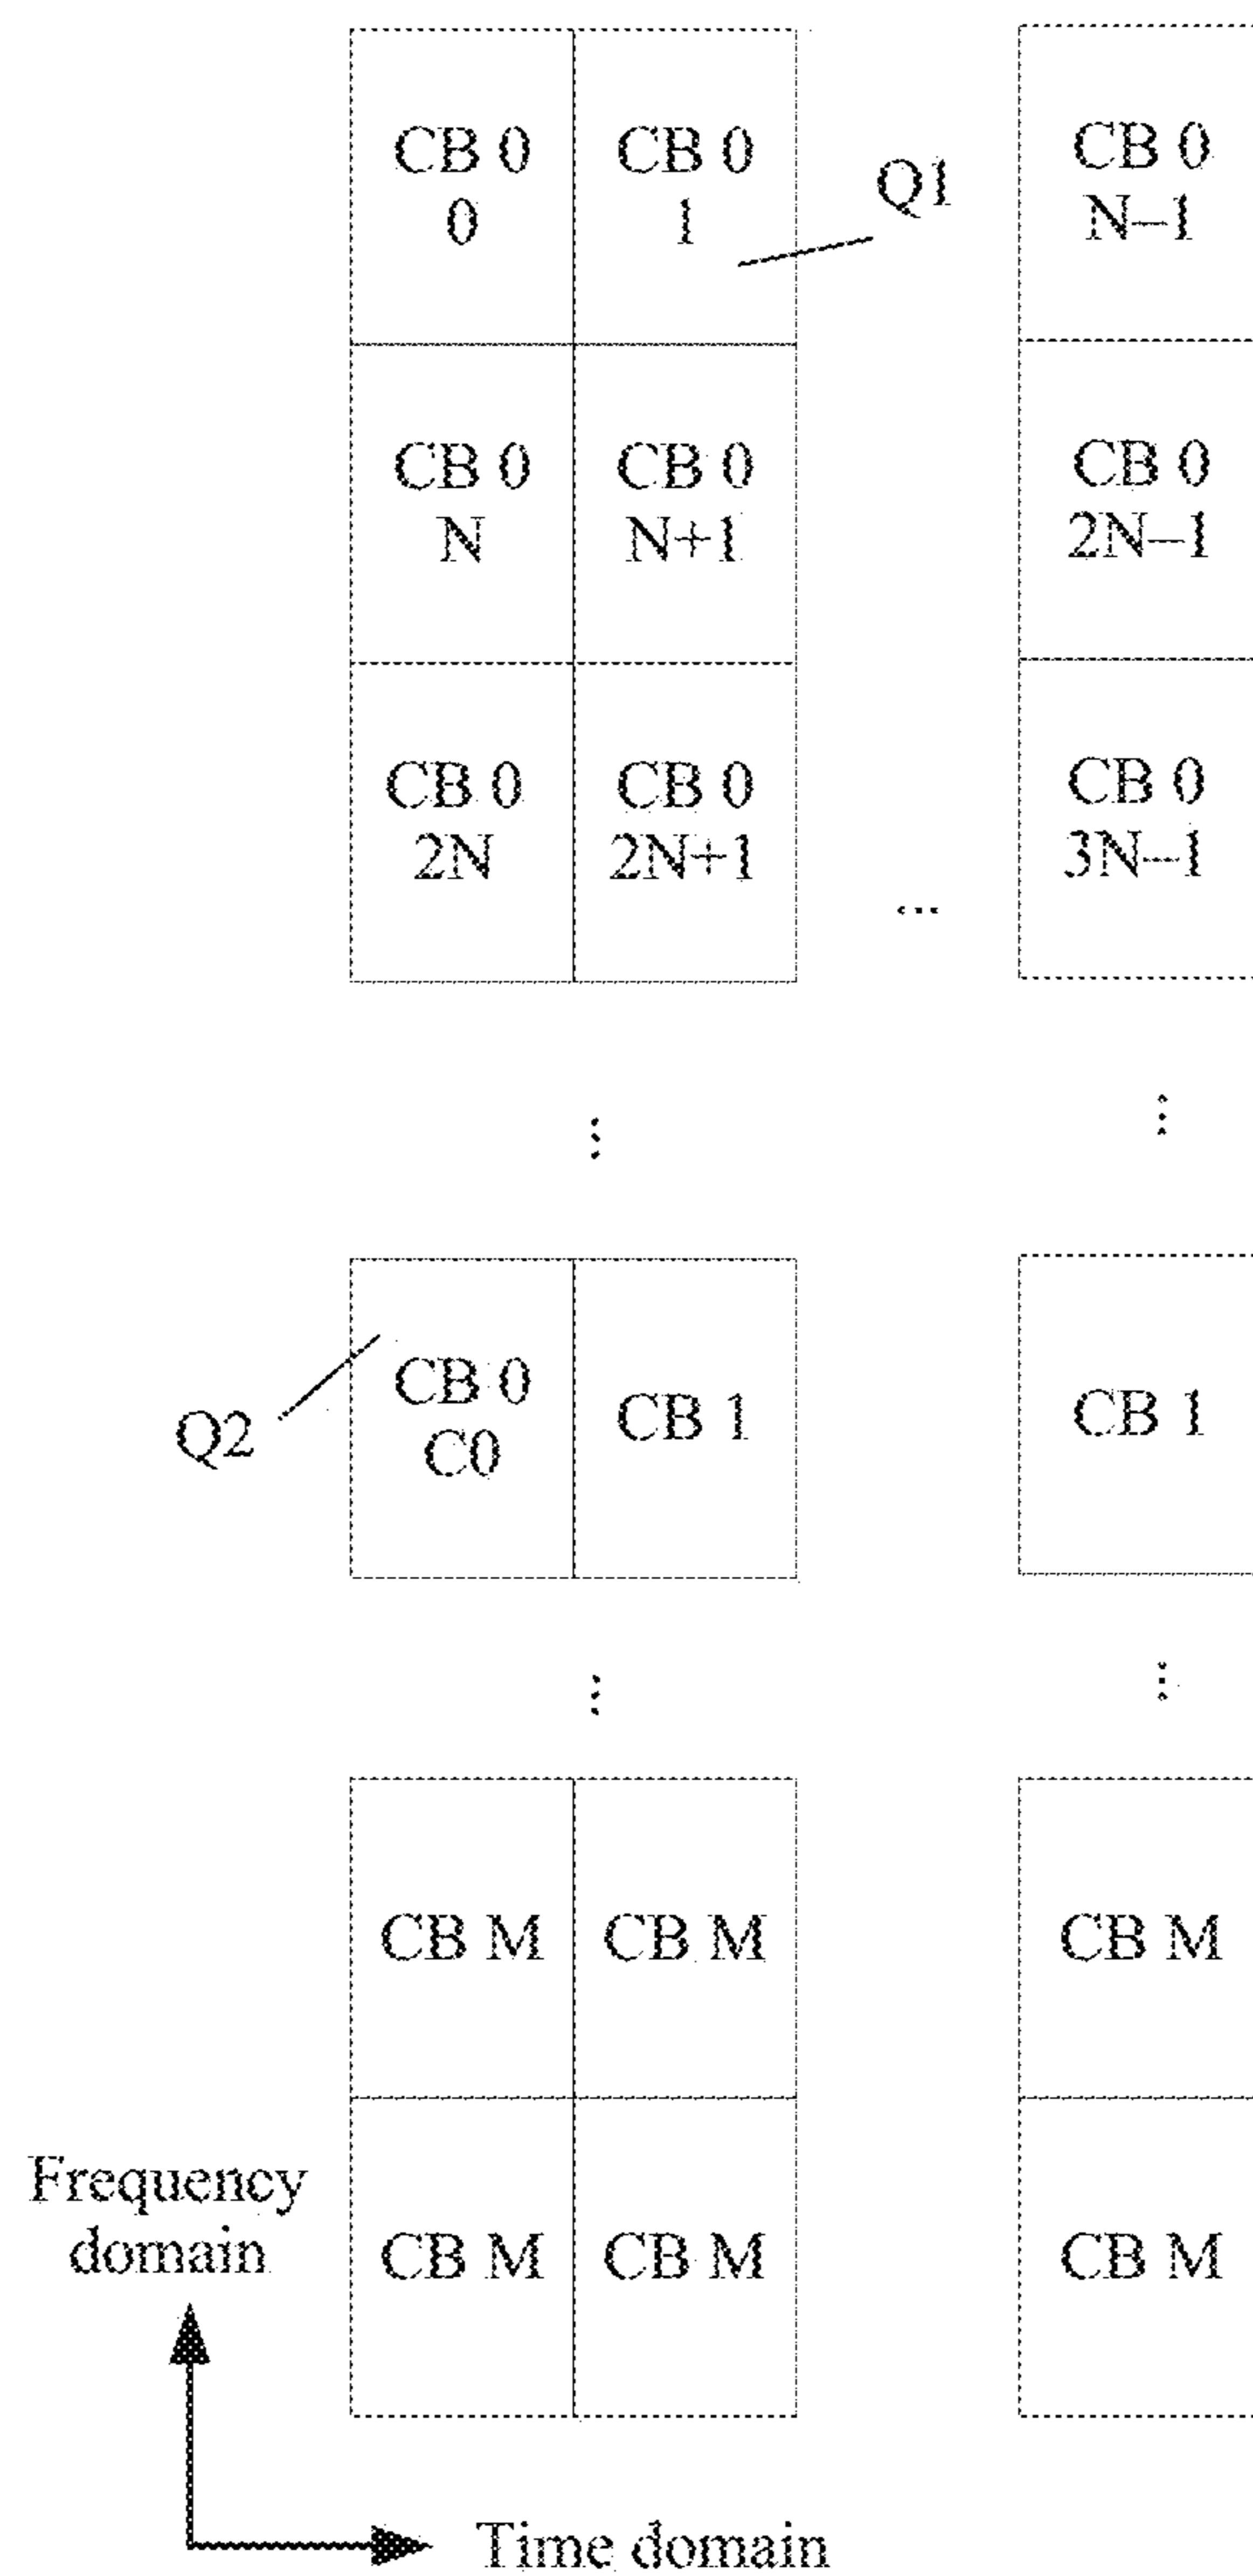 CB 0
0
CB 0
1
Q1
CB 0
N–1
CB 0
N
CB 0
N+1
CB 0
2N–1
CB 0
2N
CB 0
2N+1
...
CB 0
3N–1
Q2
CB 0
C0
CB 1
CB 1
CB M
CB M
CB M
CB M
CB M
CB M
Frequency
domain
Time domain